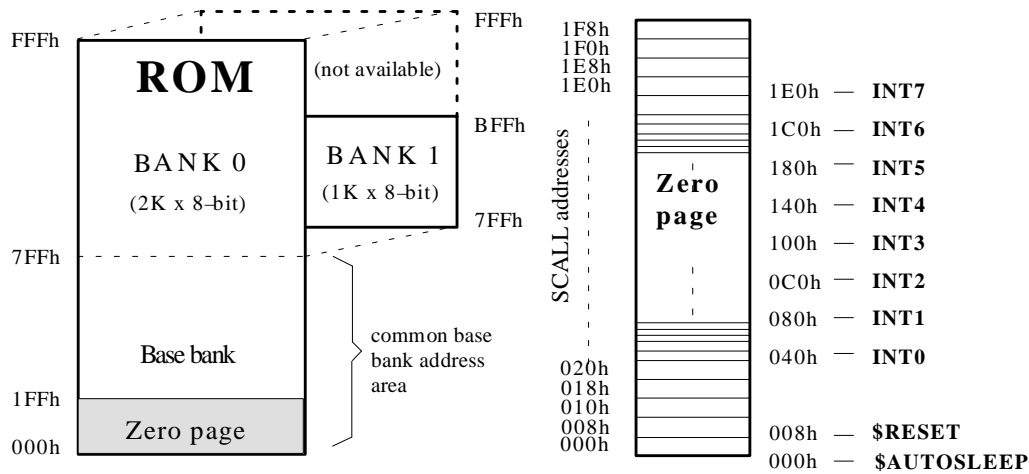 FFFh
FFFh
ROM
(not available)
BFFh
BANK 0
(2K x 8–bit)
BANK 1
(1K x 8–bit)
7FFh
7FFh
common base
bank address
area
Base bank
1FFh
Zero page
000h
1F8h
1F0h
1E8h
1E0h
SCALL addresses
020h
018h
010h
008h
000h
Zero
page
1E0h — INT7
1C0h — INT6
180h — INT5
140h — INT4
100h — INT3
0C0h — INT2
080h — INT1
040h — INT0
008h — $RESET
000h — $AUTOSLEEP